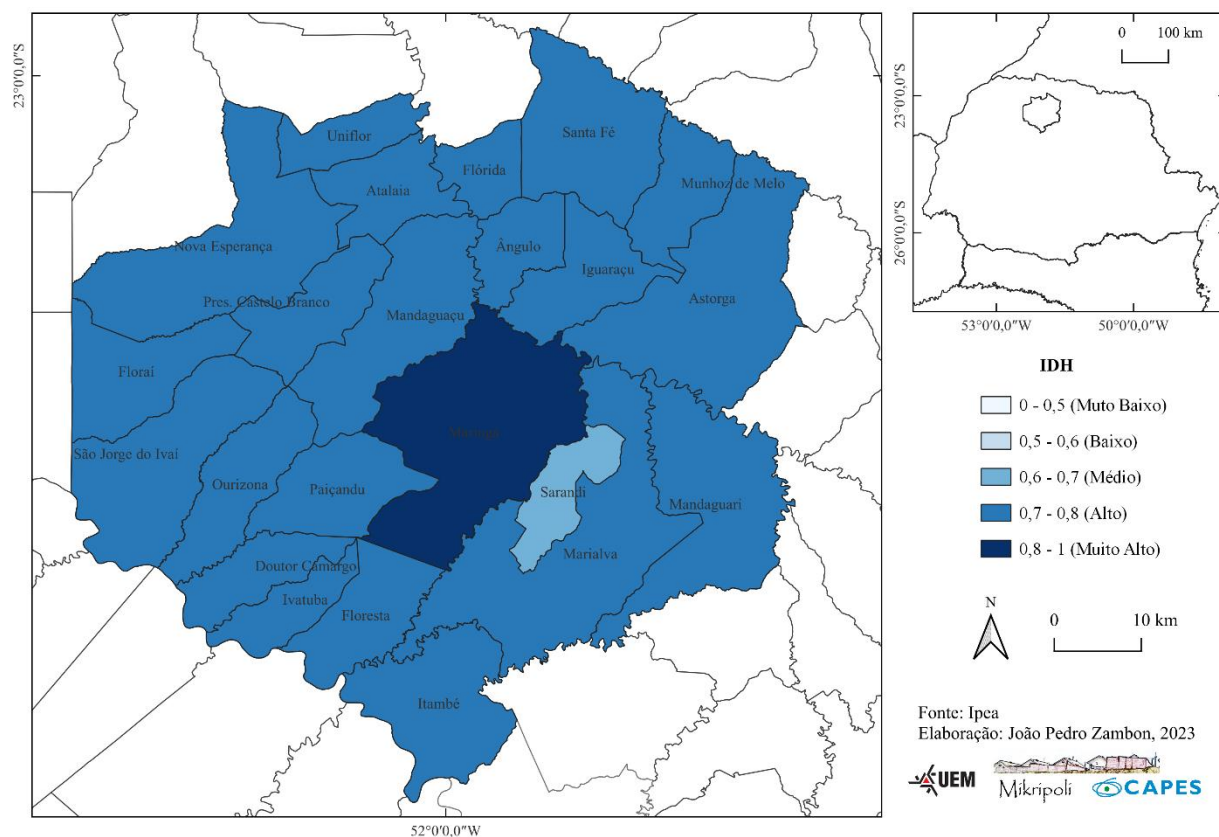 23°0,0,0"S
Uniflor
Santa Fé
Flórida
Atalaia
Munhoz de Melo
Nova Esperança
Ângulo
Iguaraçu
Pres. Castelo Branco
Mandaguaçu
Astorga
Floraí
Maringá
São Jorge do Ivaí
Ourizona
Paiçandu
Sarandi
Mandaguari
Marialva
Doutor Camargo
Ivatuba
Floresta
Itambé
52°0'0,0"W
0 100 km
23°0,0,0"S
26°0,0,0"S
53°0'0,0"W 50°0'0,0"W
IDH
0 - 0,5 (Muto Baixo)
0,5 - 0,6 (Baixo)
0,6 - 0,7 (Médio)
0,7 - 0,8 (Alto)
0,8 - 1 (Muito Alto)
N
0 10 km
Fonte: Ipea
Elaboração: João Pedro Zambon, 2023
UEM
Mikrípoli
CAPES